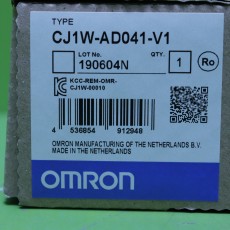 TYPE
CJ1W-AD041-V1
LOT No. QTY.
190604N 1 Ro
KCC-REM-OMR-
CJ1W-00010
4 536854 912948
OMRON MANUFACTURING OF THE NETHERLANDS B.V.
MADE IN THE NETHERLANDS
OMRON